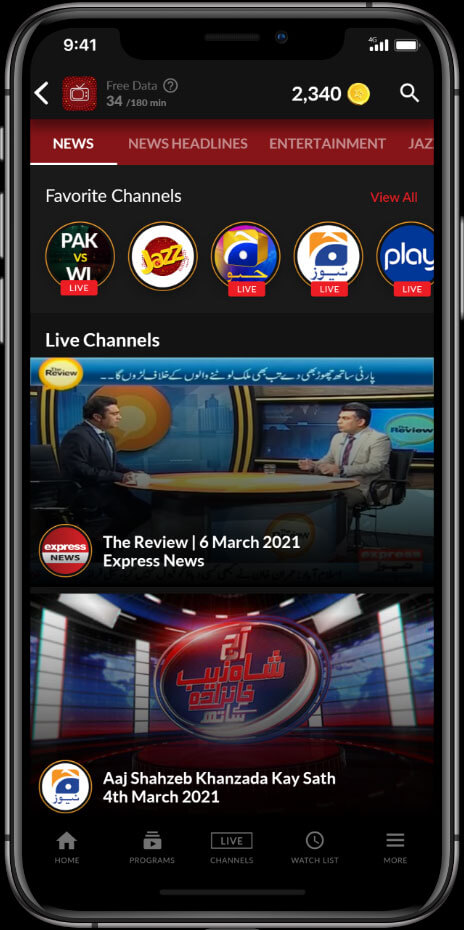 9:41
4G
Free Data ?
34 /180 min
2,340
NEWS
NEWS HEADLINES
ENTERTAINMENT
JAZ
Favorite Channels
View All
PAK
VS
WI
LIVE
Jazz
جیو
LIVE
نیوز
LIVE
play
LIVE
Live Channels
The Review
پارٹی ساتھ چھوڑ بھی دے تب بھی ملک لوٹنے والوں کے خلاف لڑوں گا۔۔
The Review
Review
express
express
NEWS
The Review | 6 March 2021
Express News
آج
شاہزیب
خانزادہ
کے ساتھ
نیوز
Aaj Shahzeb Khanzada Kay Sath
4th March 2021
HOME
PROGRAMS
LIVE
CHANNELS
WATCH LIST
MORE